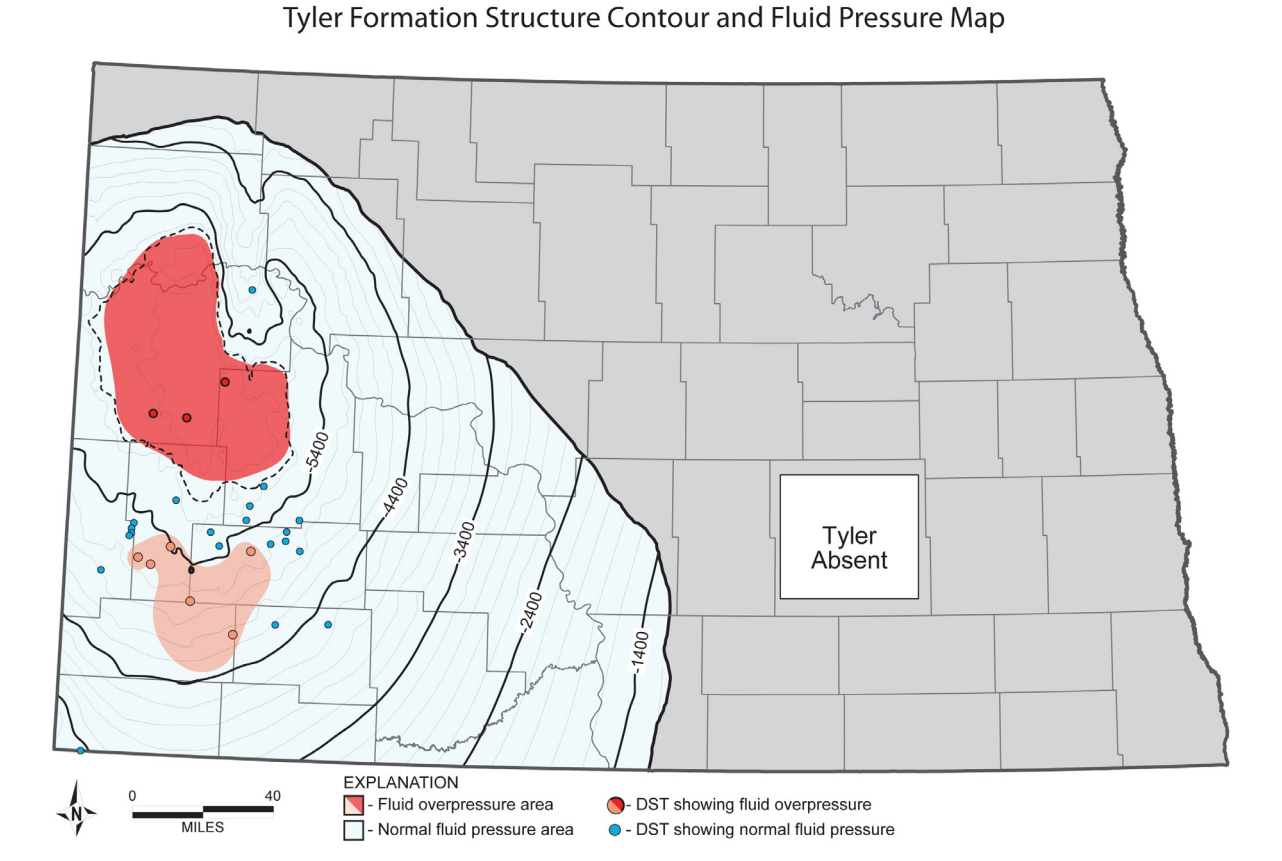 Tyler Formation Structure Contour and Fluid Pressure Map
-5400
-4400
-3400
-2400
-1400
Tyler
Absent
N
0 40
MILES
EXPLANATION
- Fluid overpressure area
- Normal fluid pressure area
- DST showing fluid overpressure
- DST showing normal fluid pressure